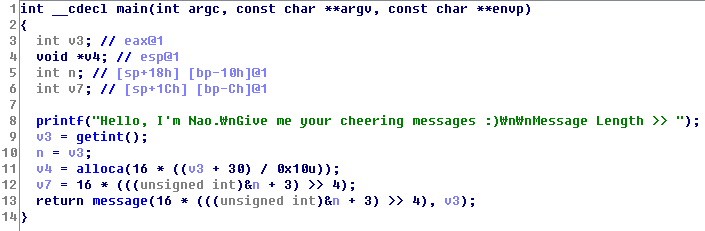 1 int __cdecl main(int argc, const char **argv, const char **envp)
2 {
3 int v3; // eax@1
4 void *v4; // esp@1
5 int n; // [sp+18h] [bp-10h]@1
6 int v7; // [sp+1Ch] [bp-Ch]@1
7
8 printf("Hello, I'm Nao.₩nGive me your cheering messages :)₩n₩nMessage Length >> ");
9 v3 = getint();
10 n = v3;
11 v4 = alloca(16 * ((v3 + 30) / 0x10u));
12 v7 = 16 * (((unsigned int)&n + 3) >> 4);
13 return message(16 * (((unsigned int)&n + 3) >> 4), v3);
14 }